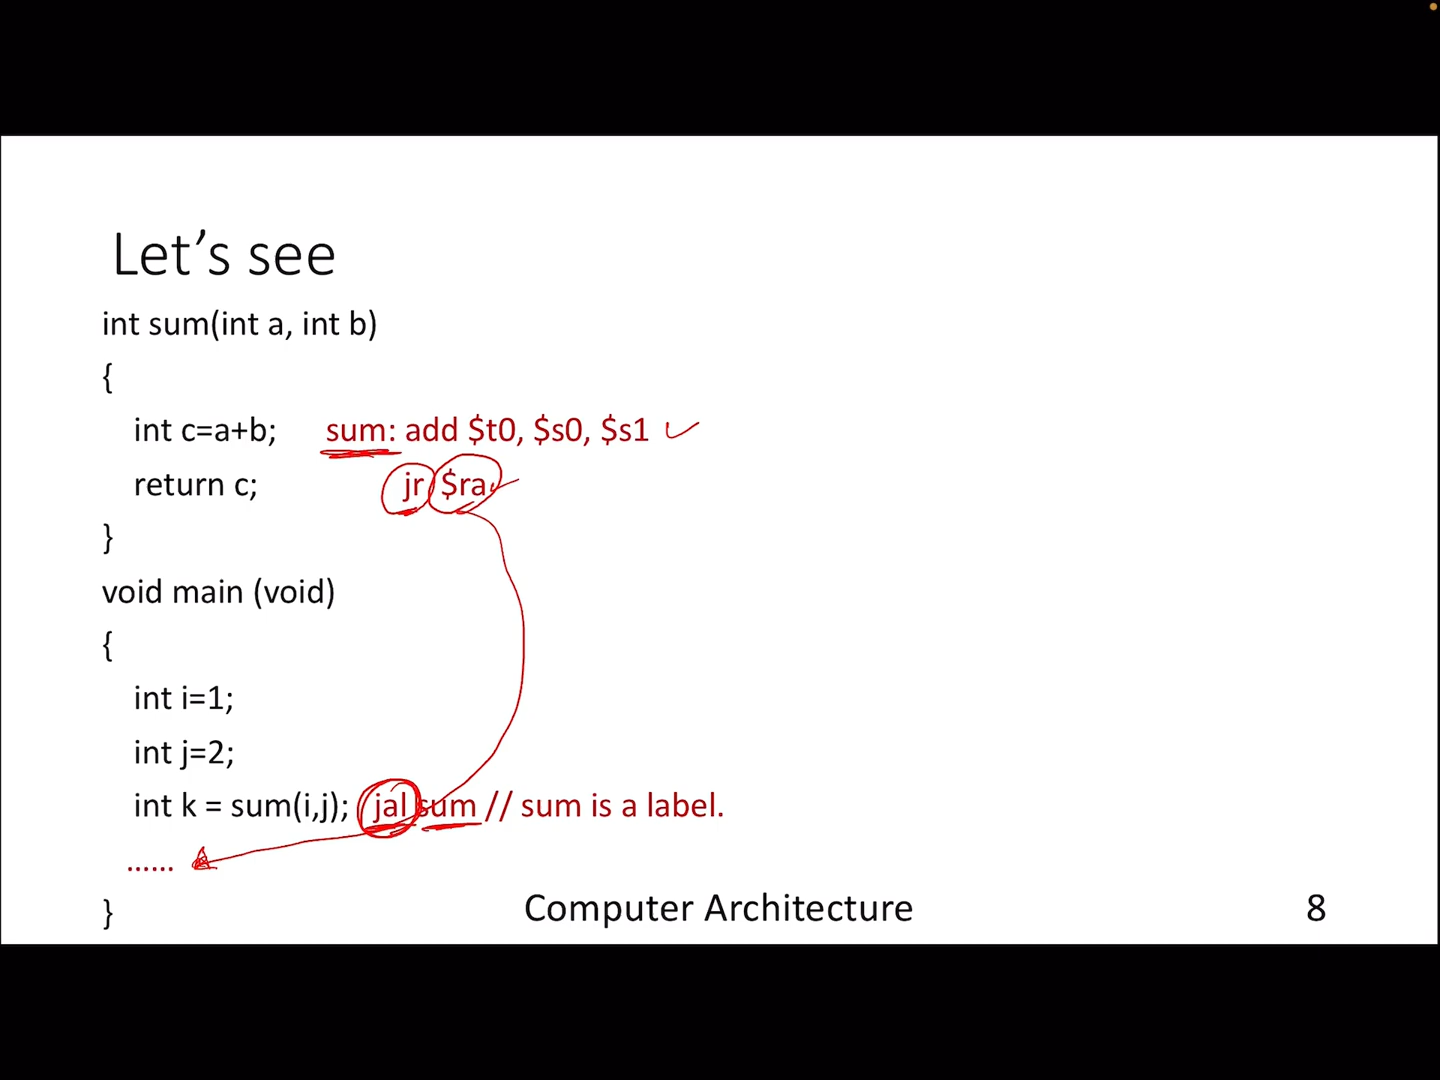 Let’s see
int sum(int a, int b)
{
int c=a+b; sum: add $t0, $s0, $s1
return c; jr $ra
}
void main (void)
{
int i=1;
int j=2;
int k = sum(i,j); jal sum // sum is a label.
……
}
Computer Architecture 8